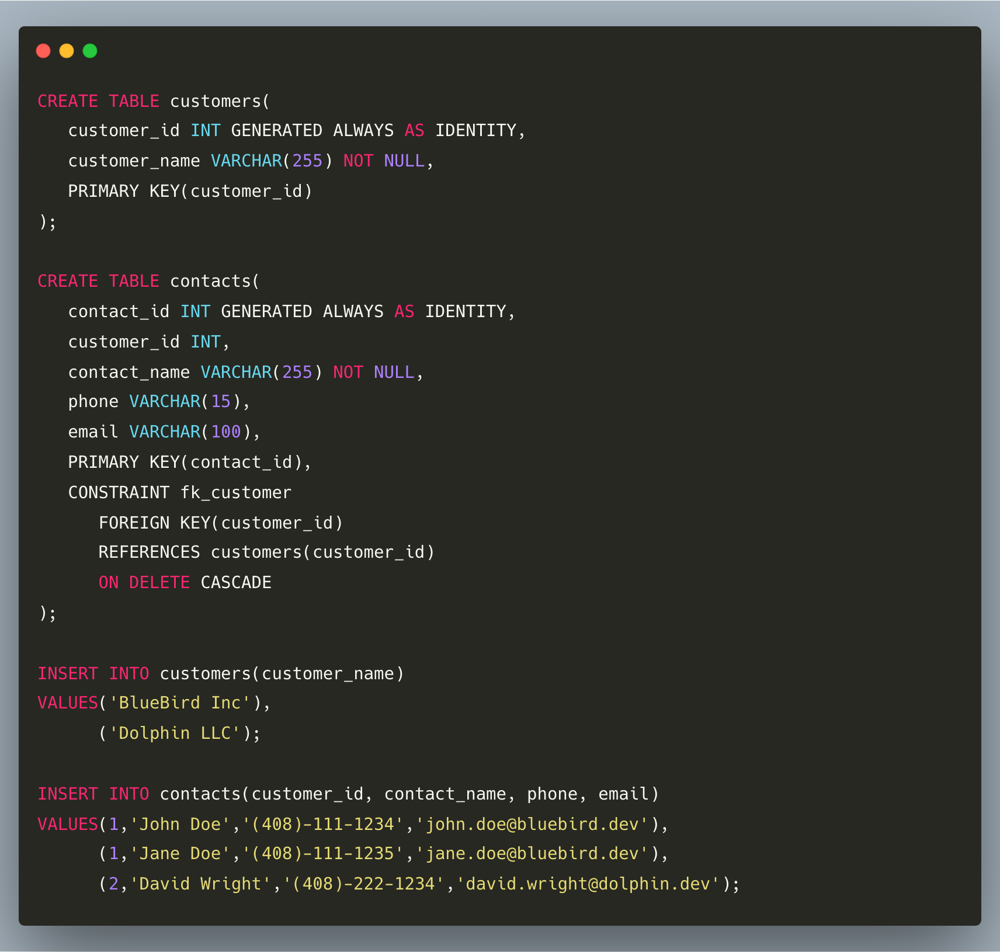 CREATE TABLE customers(
   customer_id INT GENERATED ALWAYS AS IDENTITY,
   customer_name VARCHAR(255) NOT NULL,
   PRIMARY KEY(customer_id)
);

CREATE TABLE contacts(
   contact_id INT GENERATED ALWAYS AS IDENTITY,
   customer_id INT,
   contact_name VARCHAR(255) NOT NULL,
   phone VARCHAR(15),
   email VARCHAR(100),
   PRIMARY KEY(contact_id),
   CONSTRAINT fk_customer
      FOREIGN KEY(customer_id)
      REFERENCES customers(customer_id)
      ON DELETE CASCADE
);

INSERT INTO customers(customer_name)
VALUES('BlueBird Inc'),
      ('Dolphin LLC');

INSERT INTO contacts(customer_id, contact_name, phone, email)
VALUES(1,'John Doe','(408)-111-1234','john.doe@bluebird.dev'),
      (1,'Jane Doe','(408)-111-1235','jane.doe@bluebird.dev'),
      (2,'David Wright','(408)-222-1234','david.wright@dolphin.dev');